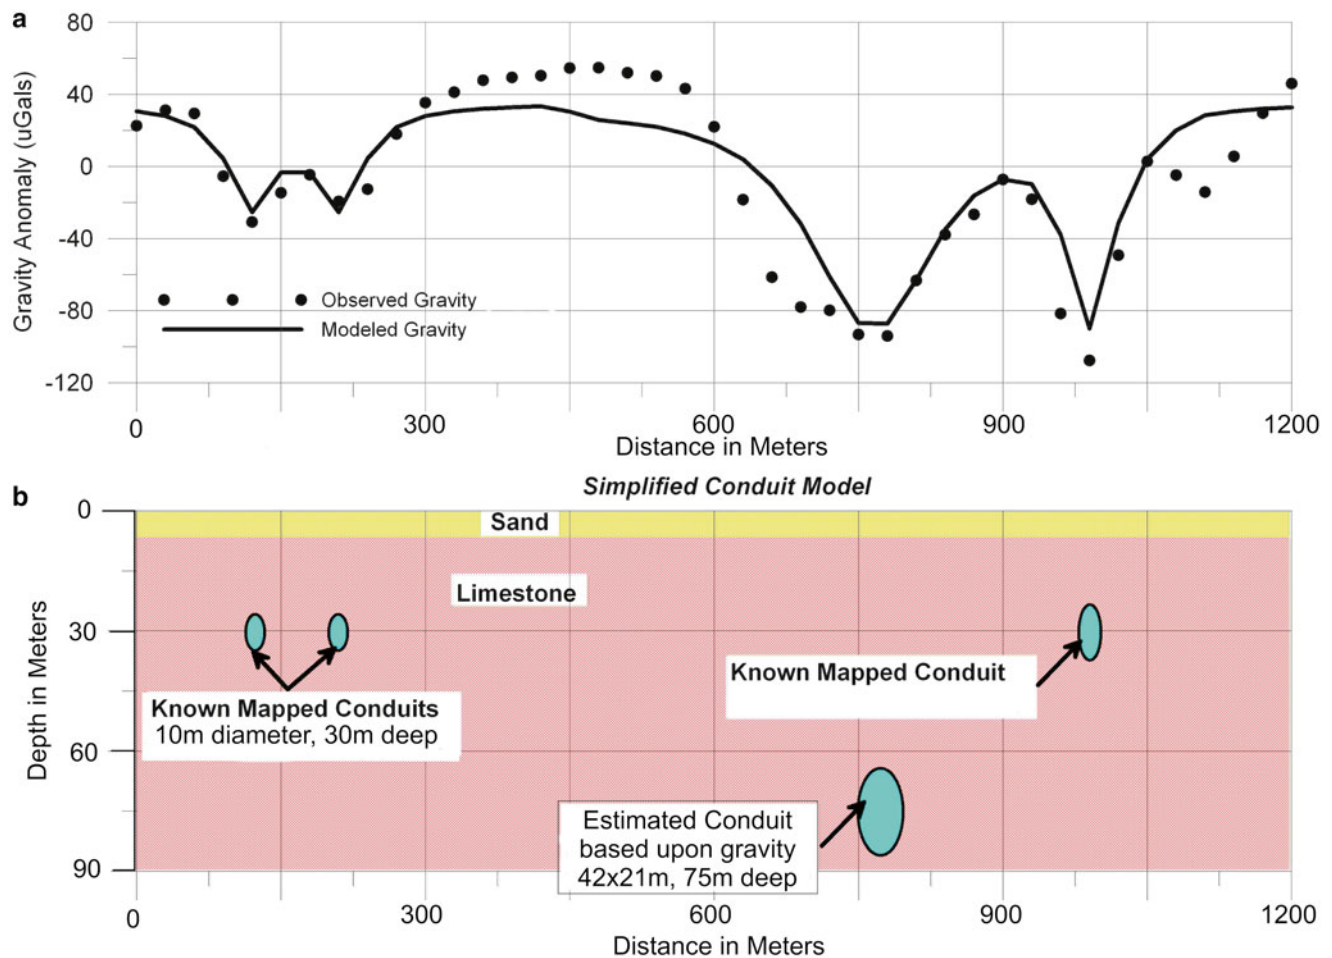 a
80
40
0
-40
-80
-120
Gravity Anomaly (uGals)
Observed Gravity
Modeled Gravity
0 300 600 900 1200
Distance in Meters
b
Simplified Conduit Model
0
30
60
90
Depth in Meters
Sand
Limestone
Known Mapped Conduits
10m diameter, 30m deep
Known Mapped Conduit
Estimated Conduit
based upon gravity
42x21m, 75m deep
0 300 600 900 1200
Distance in Meters